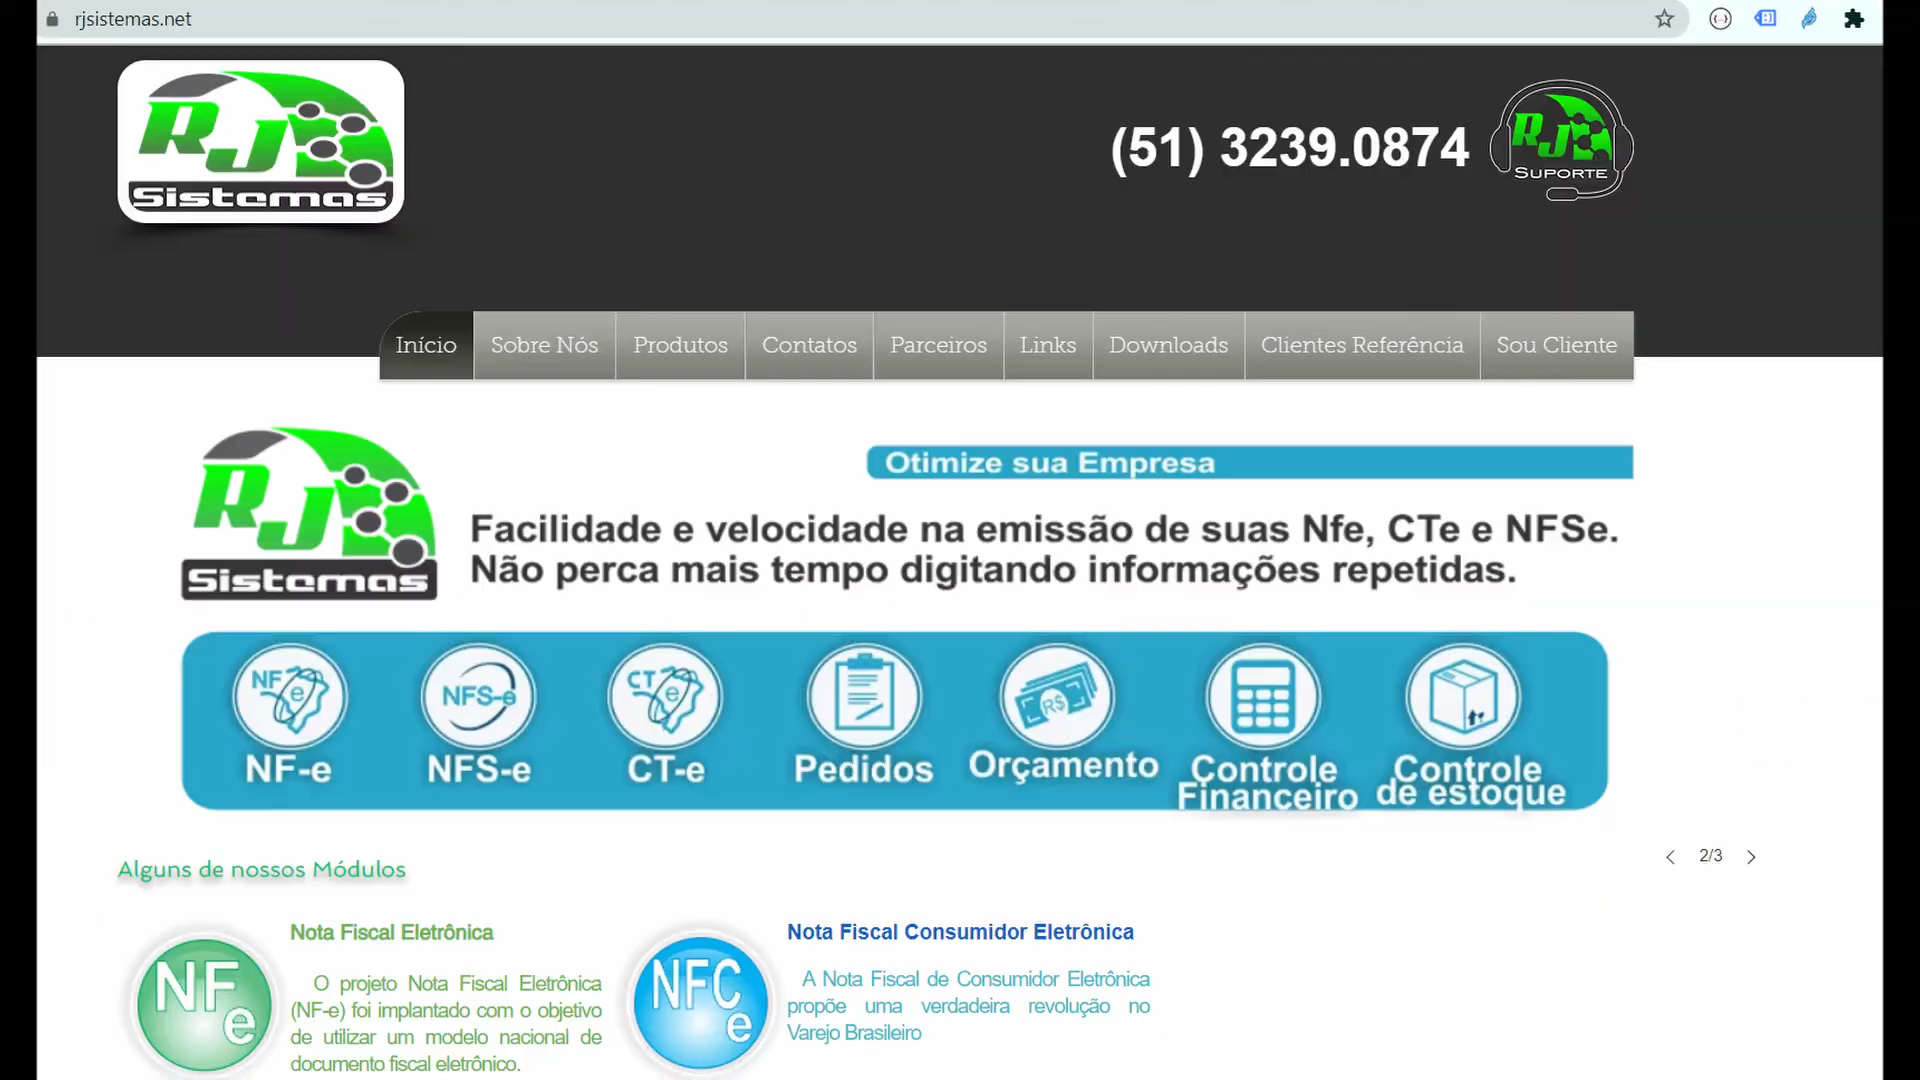 rjsistemas.net
RJ
Sistemas
(51) 3239.0874
RJ
SUPORTE
Início
Sobre Nós
Produtos
Contatos
Parceiros
Links
Downloads
Clientes Referência
Sou Cliente
RJ
Sistemas
Otimize sua Empresa
Facilidade e velocidade na emissão de suas Nfe, CTe e NFSe.
Não perca mais tempo digitando informações repetidas.
NF e
NFS-e
CT e
R$
NF-e
NFS-e
CT-e
Pedidos
Orçamento
Controle
Financeiro
Controle
de estoque
Alguns de nossos Módulos
2/3
NF e
Nota Fiscal Eletrônica
O projeto Nota Fiscal Eletrônica
(NF-e) foi implantado com o objetivo
de utilizar um modelo nacional de
documento fiscal eletrônico.
NFC e
Nota Fiscal Consumidor Eletrônica
A Nota Fiscal de Consumidor Eletrônica
propõe uma verdadeira revolução no
Varejo Brasileiro